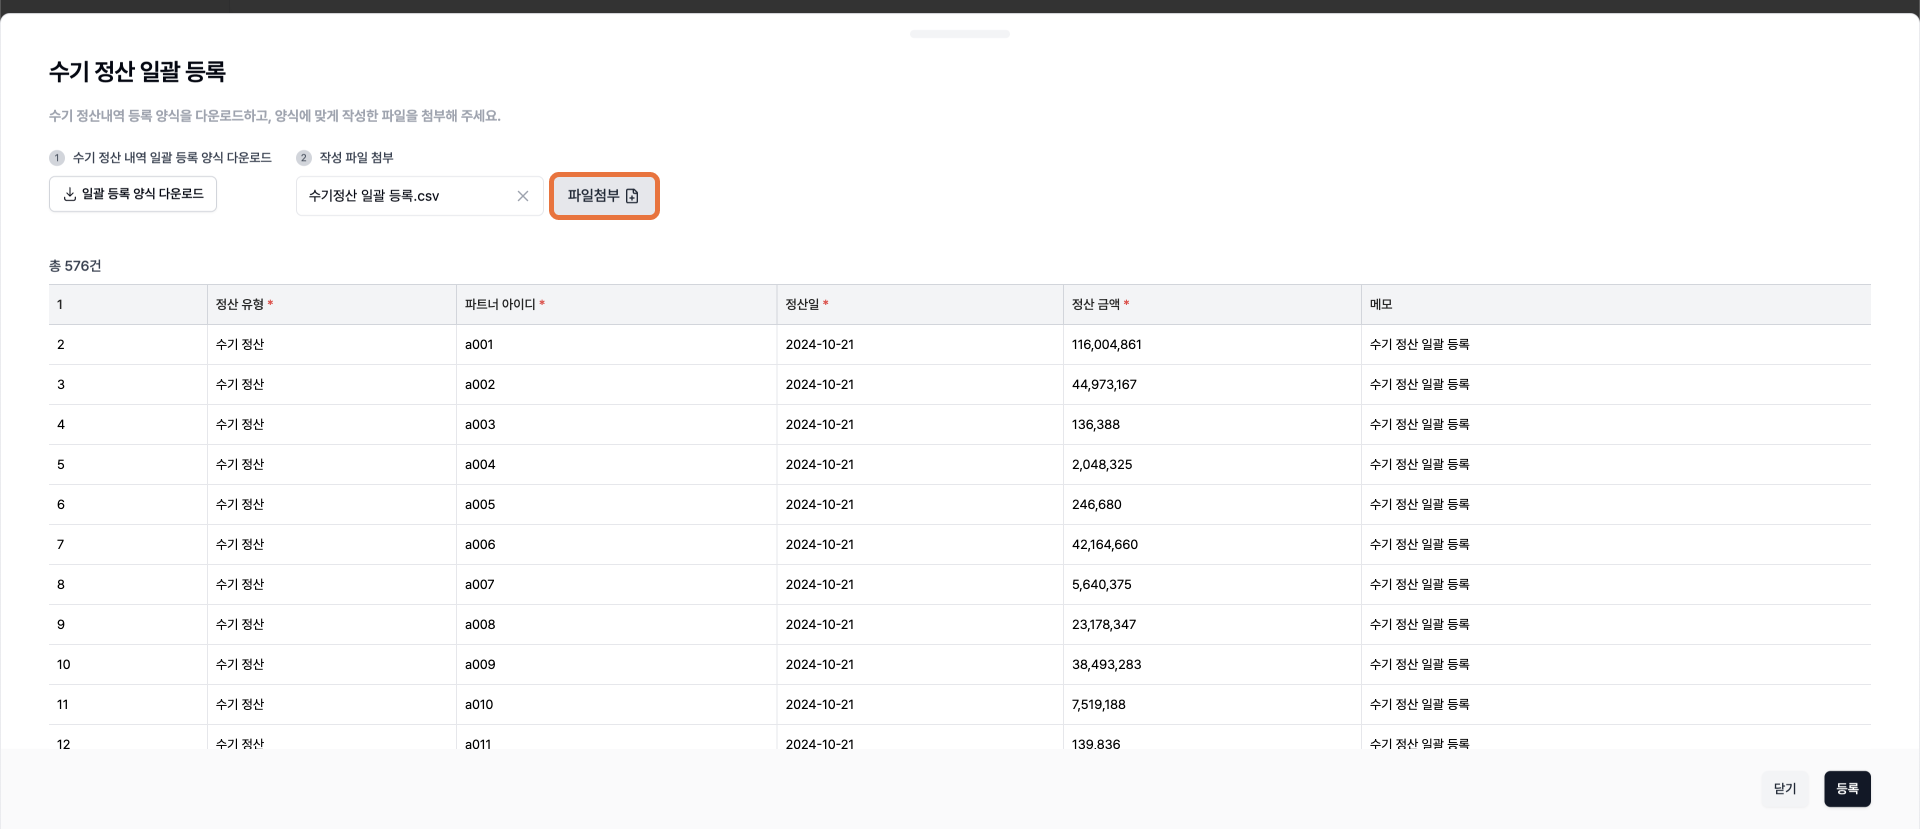 수기 정산 일괄 등록
수기 정산내역 등록 양식을 다운로드하고, 양식에 맞게 작성한 파일을 첨부해 주세요.
1 수기 정산 내역 일괄 등록 양식 다운로드 2 작성 파일 첨부
일괄 등록 양식 다운로드 수기정산 일괄 등록.csv 파일첨부
총 576건
1 정산 유형 * 파트너 아이디 * 정산일 * 정산 금액 * 메모
2 수기 정산 a001 2024-10-21 116,004,861 수기 정산 일괄 등록
3 수기 정산 a002 2024-10-21 44,973,167 수기 정산 일괄 등록
4 수기 정산 a003 2024-10-21 136,388 수기 정산 일괄 등록
5 수기 정산 a004 2024-10-21 2,048,325 수기 정산 일괄 등록
6 수기 정산 a005 2024-10-21 246,680 수기 정산 일괄 등록
7 수기 정산 a006 2024-10-21 42,164,660 수기 정산 일괄 등록
8 수기 정산 a007 2024-10-21 5,640,375 수기 정산 일괄 등록
9 수기 정산 a008 2024-10-21 23,178,347 수기 정산 일괄 등록
10 수기 정산 a009 2024-10-21 38,493,283 수기 정산 일괄 등록
11 수기 정산 a010 2024-10-21 7,519,188 수기 정산 일괄 등록
12 수기 정산 a011 2024-10-21 139,836 수기 정산 일괄 등록
닫기 등록